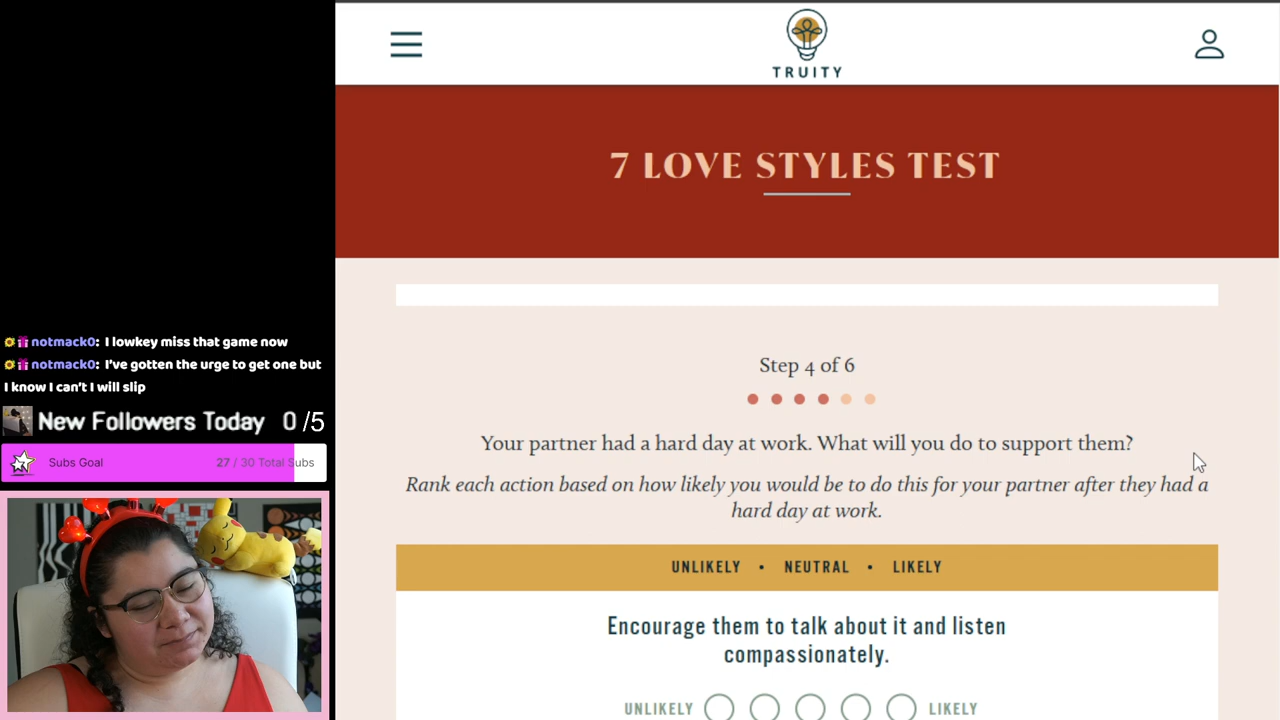 TRUITY
7 LOVE STYLES TEST
notmack0: I lowkey miss that game now
notmack0: I've gotten the urge to get one but
I know I can't I will slip
New Followers Today 0 /5
Subs Goal 27 / 30 Total Subs
Step 4 of 6
Your partner had a hard day at work. What will you do to support them?
Rank each action based on how likely you would be to do this for your partner after they had a
hard day at work.
UNLIKELY • NEUTRAL • LIKELY
Encourage them to talk about it and listen
compassionately.
UNLIKELY LIKELY